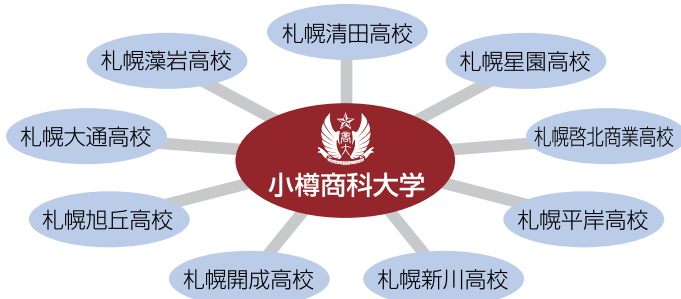 札幌清田高校
札幌藻岩高校
札幌星園高校
札幌大通高校
札幌啓北商業高校
商大
小樽商科大学
札幌旭丘高校
札幌平岸高校
札幌開成高校
札幌新川高校